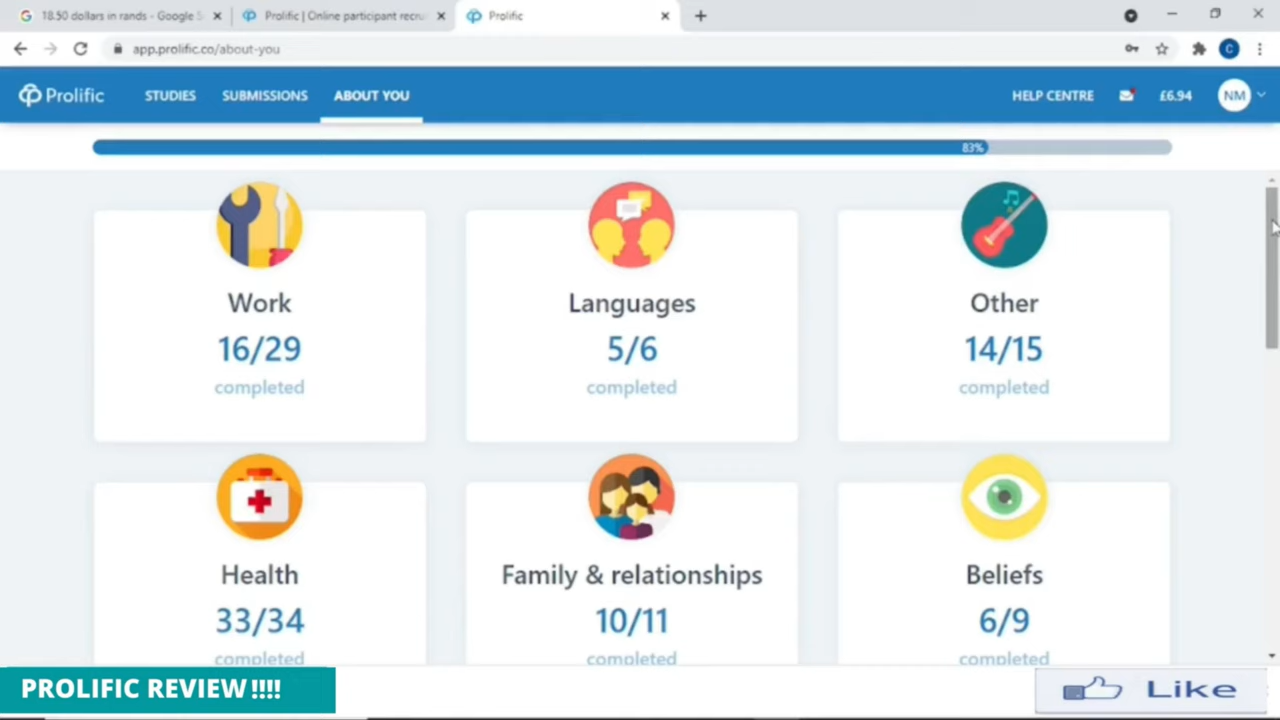 18.50 dollars in rands - Google S
Prolific | Online participant recru
Prolific
app.prolific.co/about-you
C
Prolific
STUDIES
SUBMISSIONS
ABOUT YOU
HELP CENTRE
£6.94
NM
83%
Work
Languages
Other
16/29
5/6
14/15
completed
completed
completed
Health
Family & relationships
Beliefs
33/34
10/11
6/9
completed
completed
completed
PROLIFIC REVIEW!!!!
Like